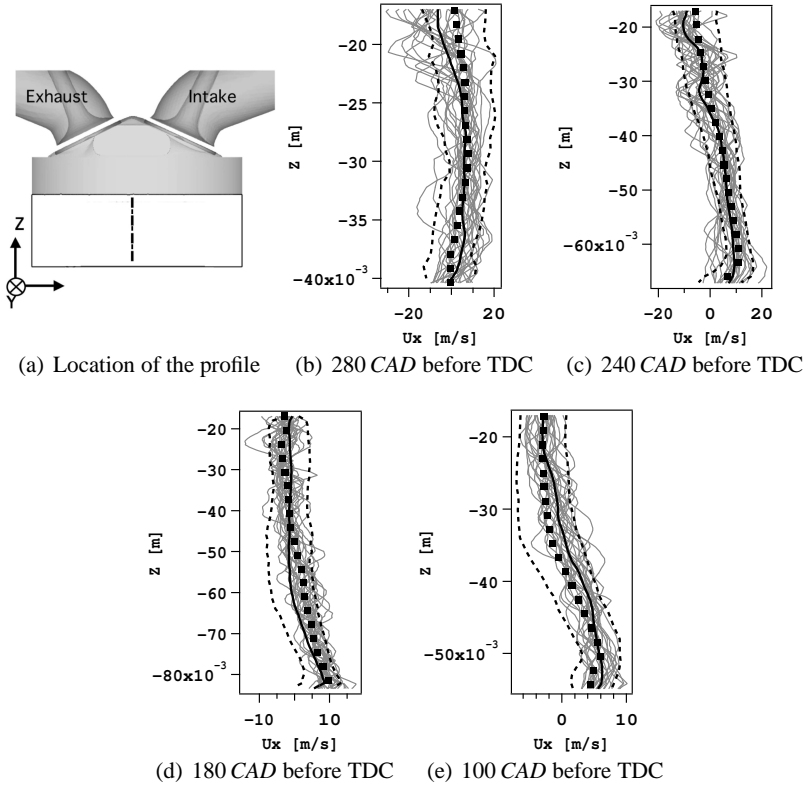 Exhaust
Intake
Z
Y
(a) Location of the profile
-20
-25
-30
-35
-40x10⁻³
Z [m]
-20
0
20
Ux [m/s]
(b) 280 CAD before TDC
-20
-30
-40
-50
-60x10⁻³
Z [m]
-20
0
10
20
Ux [m/s]
(c) 240 CAD before TDC
-20
-30
-40
-50
-60
-70
-80x10⁻³
Z [m]
-10
10
Ux [m/s]
(d) 180 CAD before TDC
-20
-30
-40
-50x10⁻³
Z [m]
0
10
Ux [m/s]
(e) 100 CAD before TDC